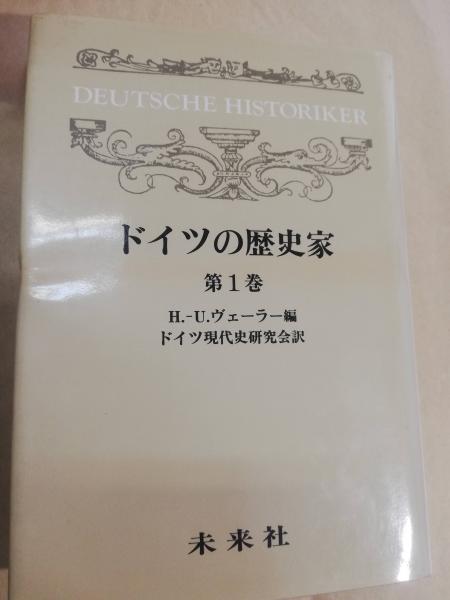 DEUTSCHE HISTORIKER
ドイツの歴史家
第1巻
H.-U.ヴェーラー編
ドイツ現代史研究会訳
未来社